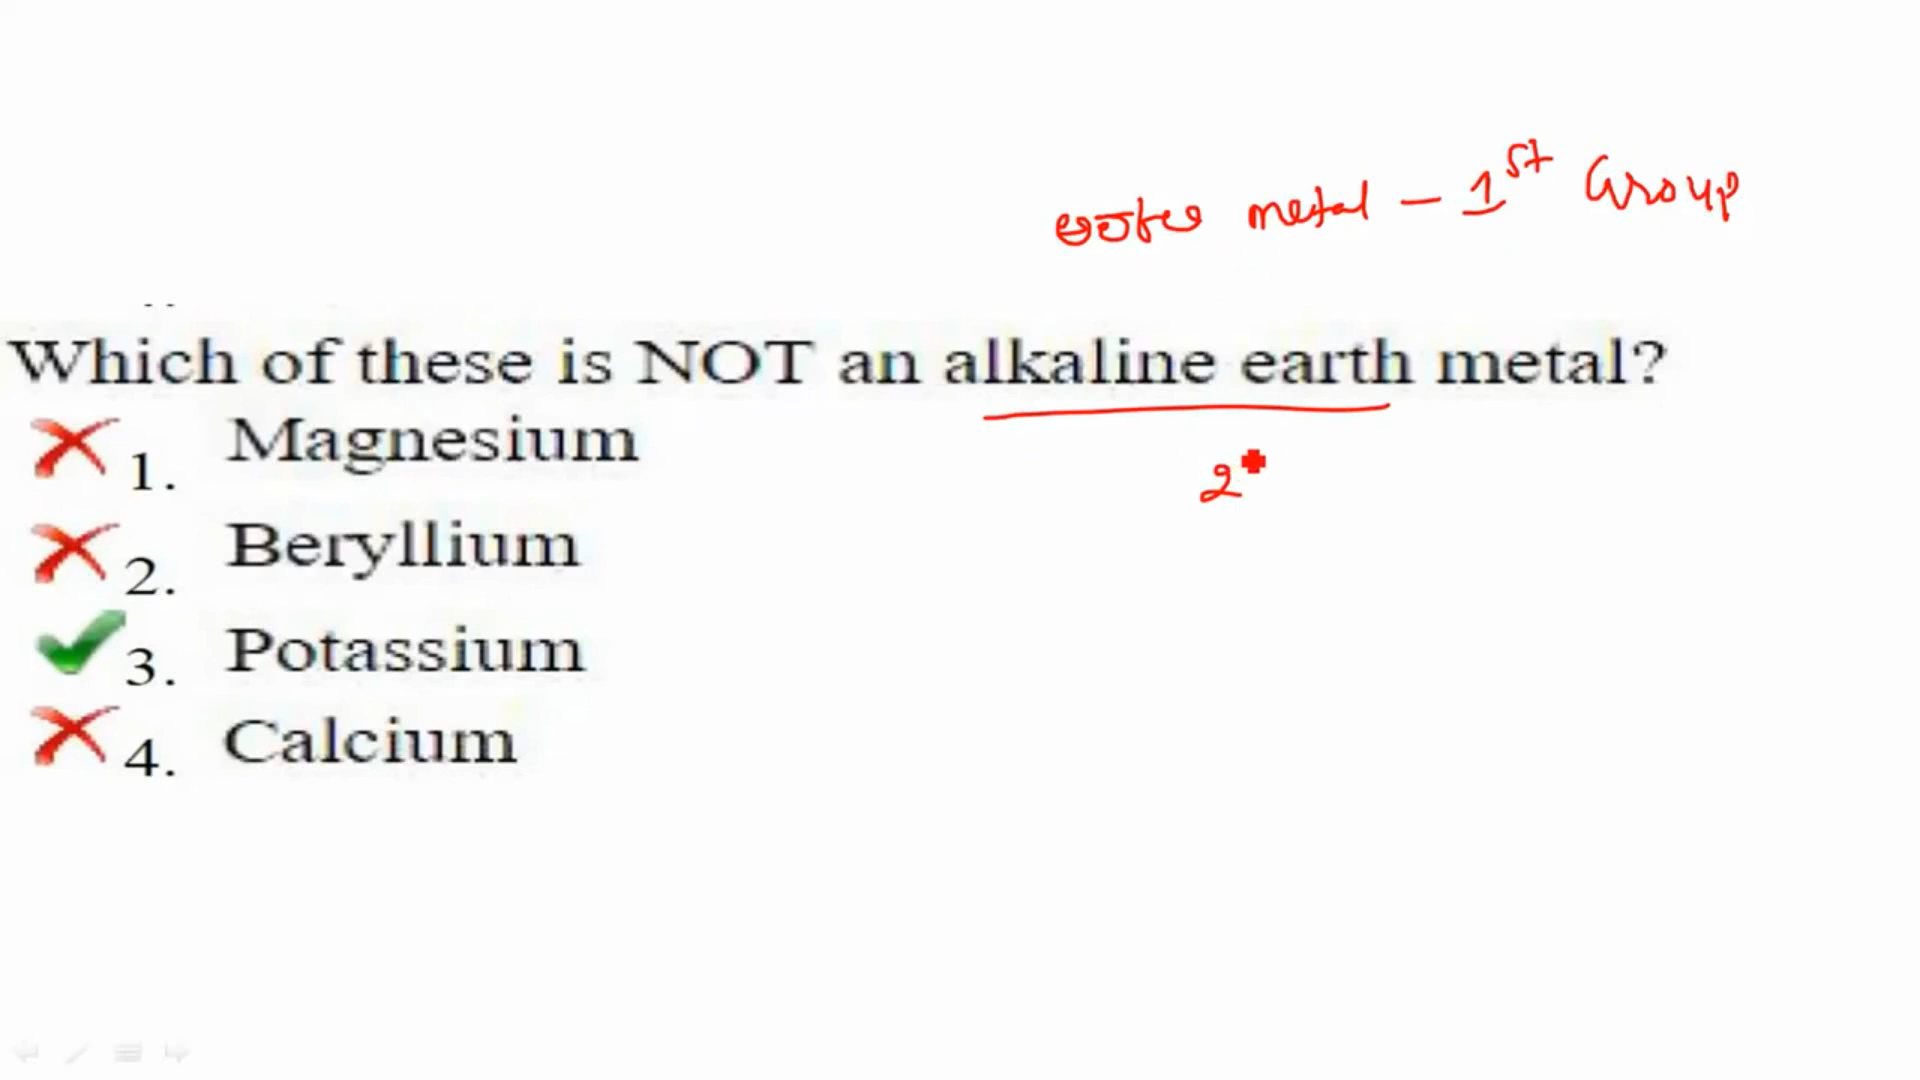 metal - 1st Group
Which of these is NOT an alkaline earth metal?
2
1. Magnesium
2. Beryllium
3. Potassium
4. Calcium